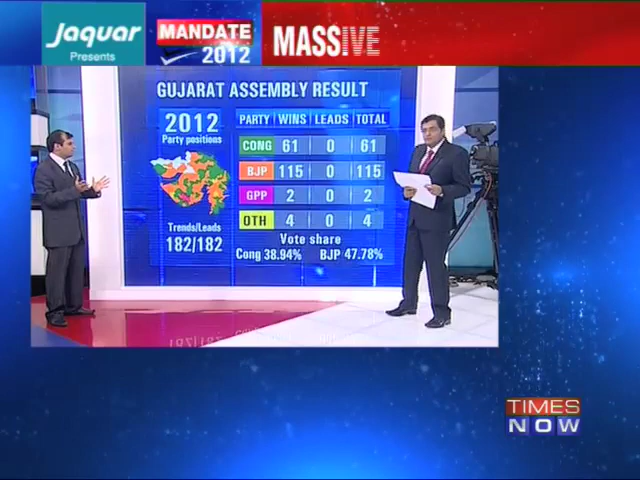 Jaquar
Presents
MANDATE
2012
MASSIVE
GUJARAT ASSEMBLY RESULT
2012
Party positions
PARTY WINS LEADS TOTAL
CONG 61 0 61
BJP 115 0 115
GPP 2 0 2
OTH 4 0 4
Trends/Leads
182/182
Vote share
Cong 38.94% BJP 47.78%
TIMES
NOW